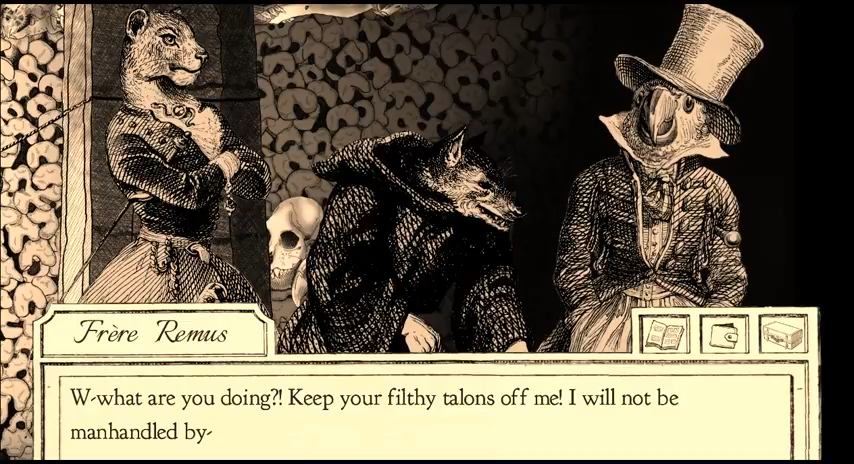 Frère Remus
W-what are you doing?! Keep your filthy talons off me! I will not be
manhandled by-